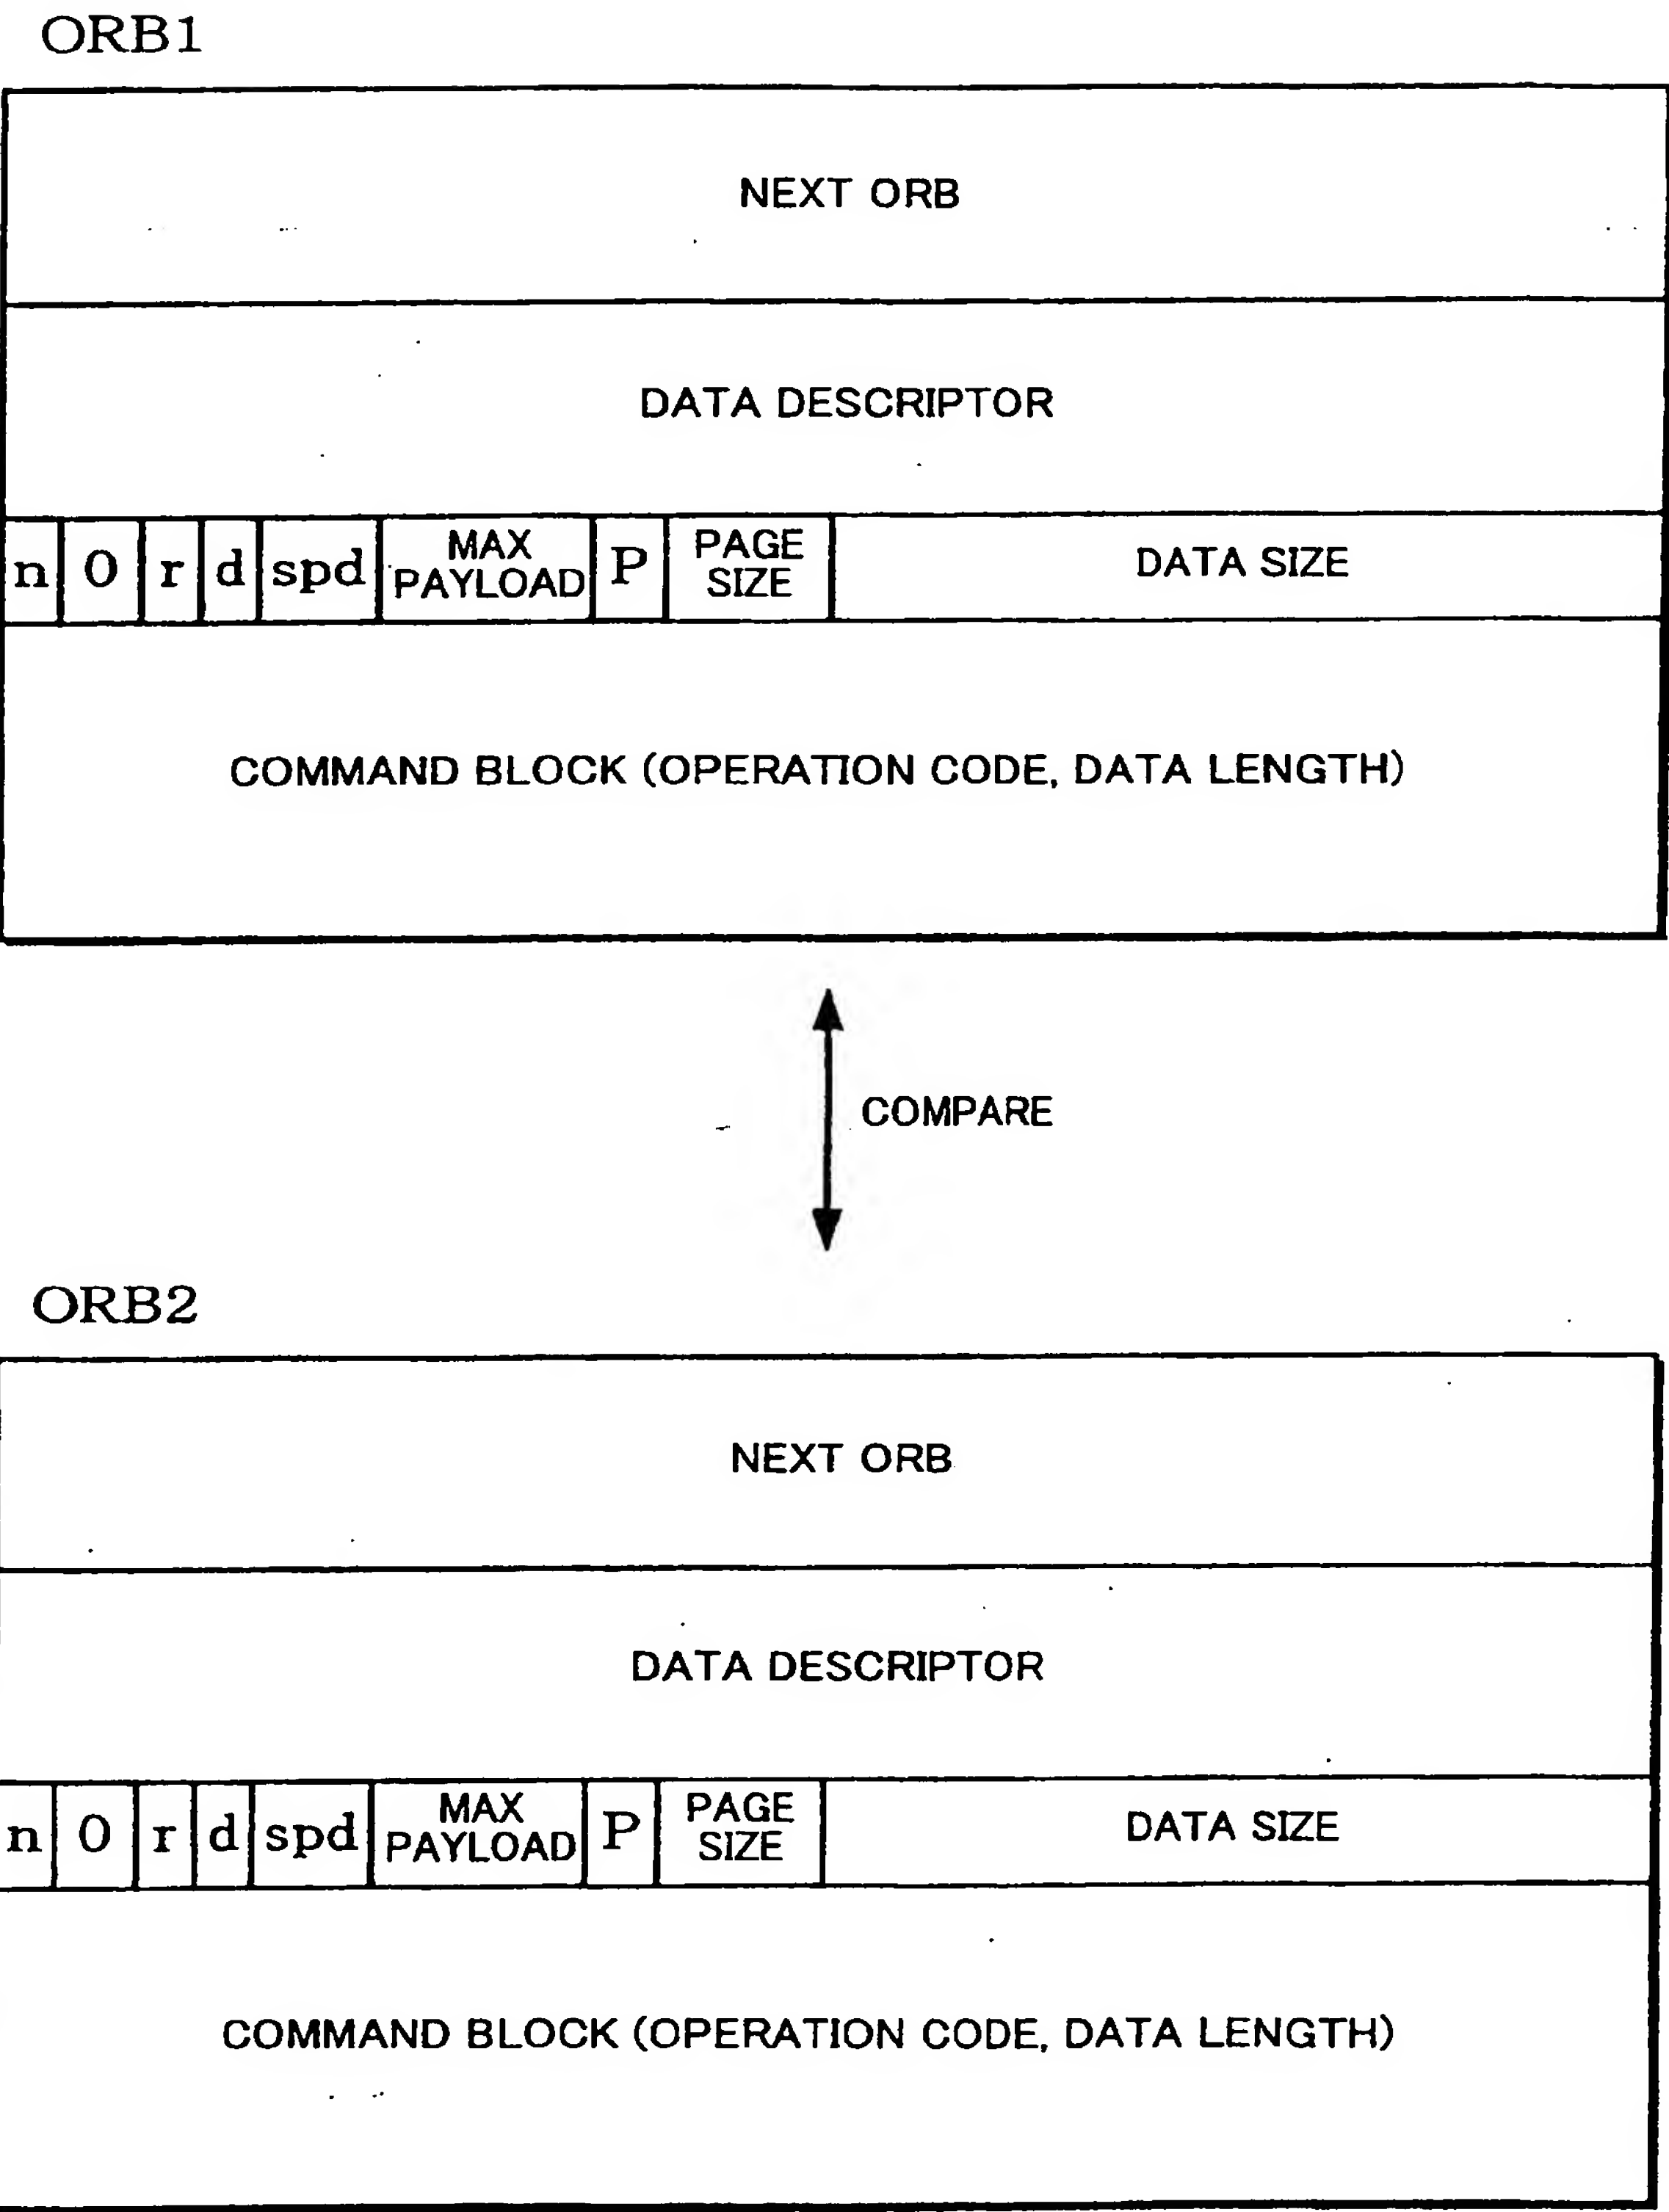 ORB1
NEXT ORB
DATA DESCRIPTOR
n 0 r d spd MAX PAYLOAD P PAGE SIZE DATA SIZE
COMMAND BLOCK (OPERATION CODE, DATA LENGTH)
COMPARE
ORB2
NEXT ORB
DATA DESCRIPTOR
n 0 r d spd MAX PAYLOAD P PAGE SIZE DATA SIZE
COMMAND BLOCK (OPERATION CODE, DATA LENGTH)